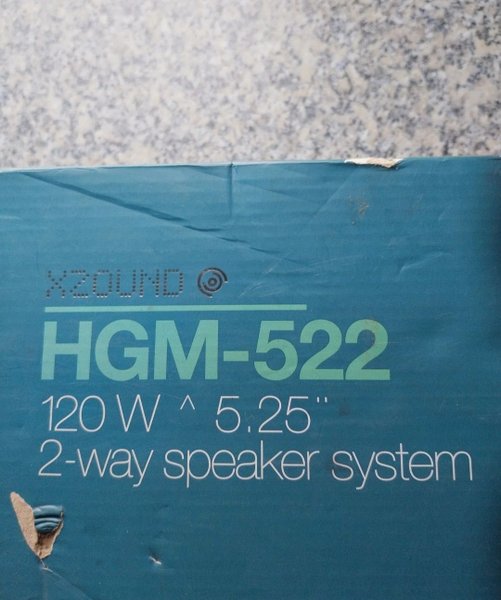 XZOUND
HGM-522
120 W ^ 5.25"
2-way speaker system